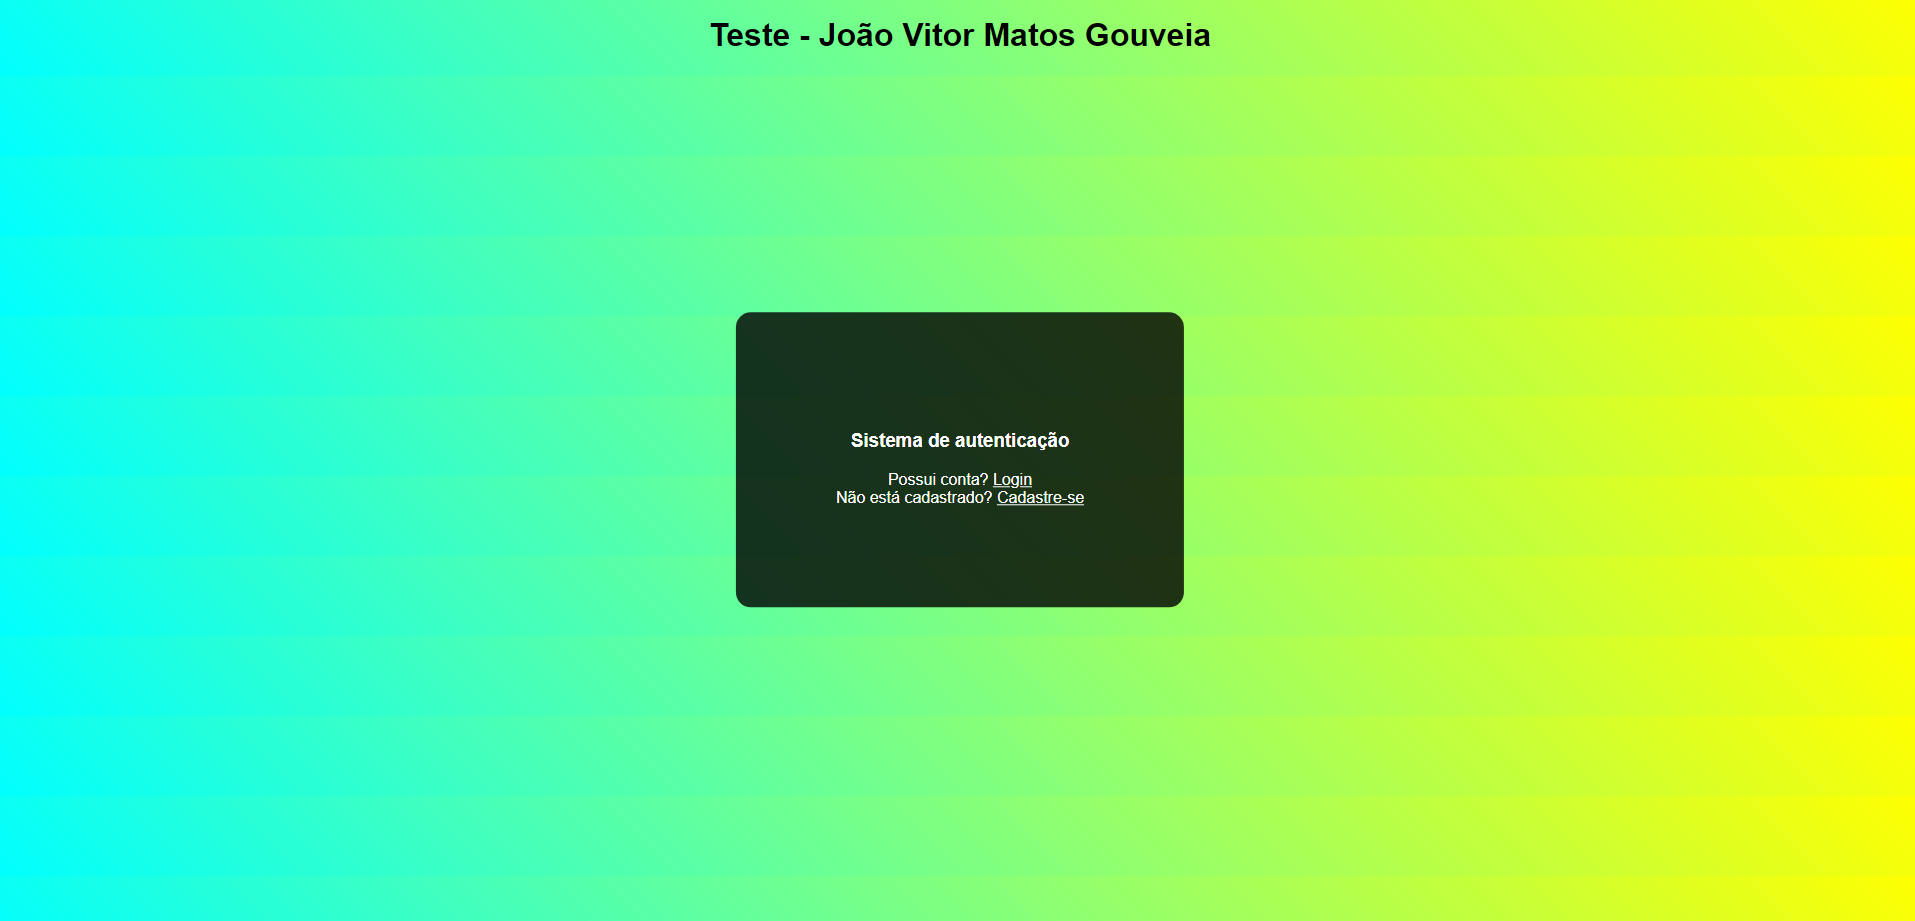 Teste - João Vitor Matos Gouveia
Sistema de autenticação
Possui conta? Login
Não está cadastrado? Cadastre-se